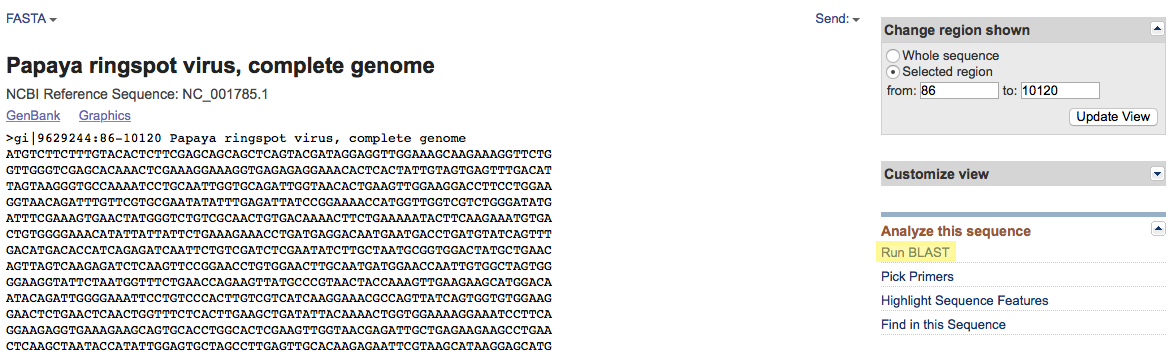 FASTA
Send:
Papaya ringspot virus, complete genome
NCBI Reference Sequence: NC_001785.1
GenBank Graphics
>gi|9629244:86-10120 Papaya ringspot virus, complete genome
ATGTCTTCTTTGTACACTCTTCGAGCAGCAGCTCAGTACGATAGGAGGTTGGAAAGCAAGAAAGGTTCTG
GTTGGGTCGAGCACAAACTCGAAAGGAAAGGTGAGAGAGGAAACACTCACTATTGTAGTGAGTTTGACAT
TAGTAAGGGTGCCAAAATCCTGCAATTGGTGCAGATTGGTAACACTGAAGTTGGAAGGACCTTCCTGGAA
GGTAACAGATTTGTTCGTGCGAATATATTTGAGATTATCCGGAAAACCATGGTTGGTCGTCTGGGATATG
ATTTCGAAAGTGAACTATGGGTCTGTCGCAACTGTGACAAAACTTCTGAAAAATACTTCAAGAAATGTGA
CTGTGGGGAAACATATTATTATTCTGAAAGAAACCTGATGAGGACAATGAATGACCTGATGTATCAGTTT
GACATGACACCATCAGAGATCAATTCTGTCGATCTCGAATATCTTGCTAATGCGGTGGACTATGCTGAAC
AGTTAGTCAAGAGATCTCAAGTTCCGGAACCTGTGGAACTTGCAATGATGGAACCAATTGTGGCTAGTGG
GGAAGGTATTCTAATGGTTTCTGAACCAGAAGTTATGCCCGTAACTACCAAAGTTGAAGAAGCATGGACA
ATACAGATTGGGGAAATTCCTGTCCCACTTGTCGTCATCAAGGAAACGCCAGTTATCAGTGGTGTGGAAG
GAACTCTGAACTCAACTGGTTTCTCACTTGAAGCTGATATTACAAAACTGGTGGAAAAGGAAATCCTTCA
GGAAGAGGTGAAAGAAGCAGTGCACCTGGCACTCGAAGTTGGTAACGAGATTGCTGAGAAGAAGCCTGAA
CTCAAGCTAATACCATATTGGAGTGCTAGCCTTGAGTTGCACAAGAGAATTCGTAAGCATAAGGAGCATG
Change region shown
Whole sequence
Selected region
from: 86 to: 10120
Update View
Customize view
Analyze this sequence
Run BLAST
Pick Primers
Highlight Sequence Features
Find in this Sequence